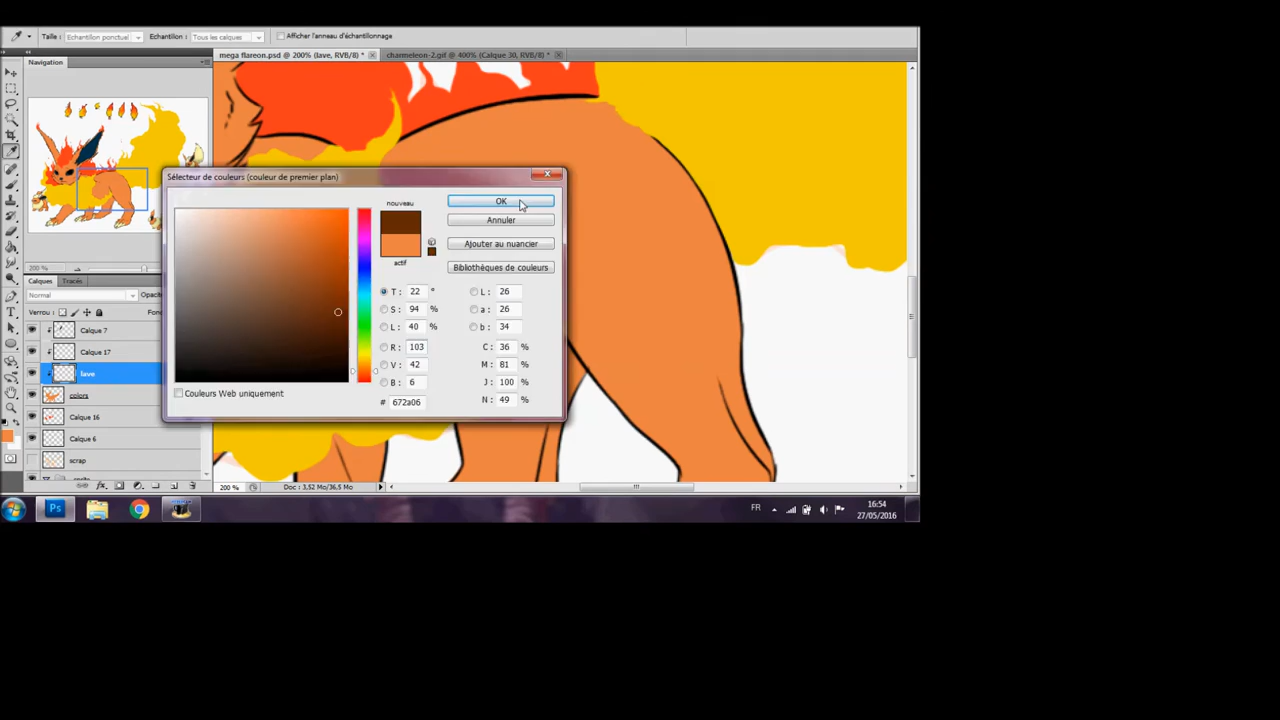 Taille : Echantillon ponctuel Echantillon : Tous les calques Afficher l'anneau d'échantillonnage
Navigation
mega flareon.psd @ 200% (lave, RVB/8) * charmeleon-2.gif @ 400% (Calque 30, RVB/8) *
200 %
Calques Tracés
Normal Opacité
Verrou :
Calque 7
Calque 17
lave
colors
Calque 16
Calque 6
scrap
Sélecteur de couleurs (couleur de premier plan)
nouveau
actif
OK
Annuler
Ajouter au nuancier
Bibliothèques de couleurs
T : 22 ° L : 26
S : 94 % a : 26
L : 40 % b : 34
R : 103 C : 36 %
V : 42 M : 81 %
B : 6 J : 100 %
# 672a06 N : 49 %
Couleurs Web uniquement
200 % Doc : 3,52 Mo/36,5 Mo
Ps
FR
16:54
27/05/2016